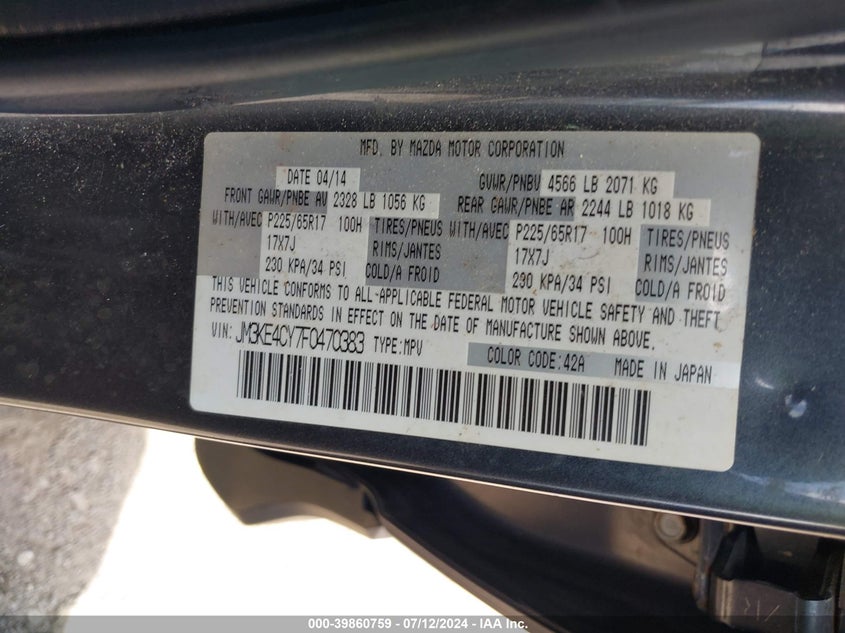 MFD. BY MAZDA MOTOR CORPORATION
DATE 04/14 GVWR/PNBV 4566 LB 2071 KG
FRONT GAWR/PNBE AV 2328 LB 1056 KG REAR GAWR/PNBE AR 2244 LB 1018 KG
WITH/AVEC P225/65R17 100H TIRES/PNEUS WITH/AVEC P225/65R17 100H TIRES/PNEUS
17X7J RIMS/JANTES 17X7J RIMS/JANTES
230 KPA/34 PSI COLD/A FROID 230 KPA/34 PSI COLD/A FROID
THIS VEHICLE CONFORMS TO ALL-APPLICABLE FEDERAL MOTOR VEHICLE SAFETY AND THEFT
PREVENTION STANDARDS IN EFFECT ON THE DATE OF MANUFACTURE SHOWN ABOVE.
VIN: JM3KE4CY7F0470383 TYPE:MPV COLOR CODE:42A MADE IN JAPAN
000-39860759 - 07/12/2024 - IAA Inc.